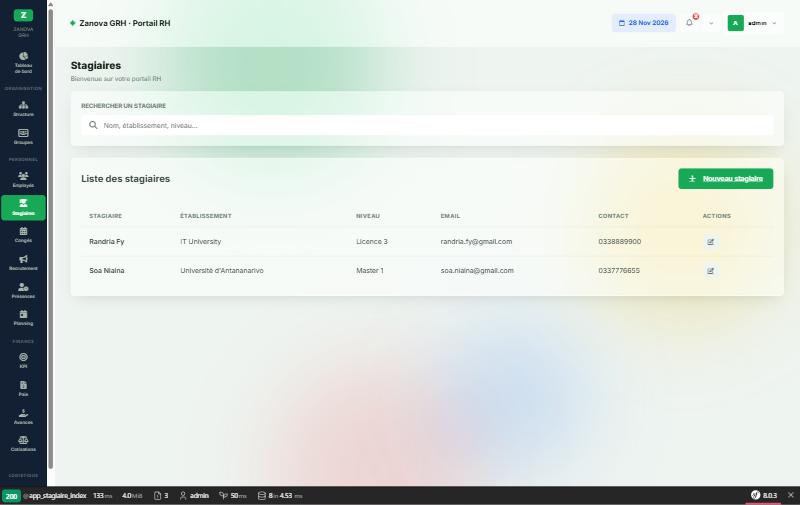 Z
ZANOVA
GRH
Tableau
de bord
ORGANISATION
Structure
Groupes
PERSONNEL
Employés
Stagiaires
Congés
Recrutement
Présences
Planning
FINANCE
KPI
Paie
Avances
Cotisations
LOGISTIQUE
Zanova GRH · Portail RH
28 Nov 2026
A
admin
Stagiaires
Bienvenue sur votre portail RH
RECHERCHER UN STAGIAIRE
Nom, établissement, niveau...
Liste des stagiaires
Nouveau stagiaire
STAGIAIRE ÉTABLISSEMENT NIVEAU EMAIL CONTACT ACTIONS
Randria Fy IT University Licence 3 randria.fy@gmail.com 0338889900
Soa Niaina Université d'Antananarivo Master 1 soa.niaina@gmail.com 0337776655
200 @app_stagiaire_index 133 ms 4.0 MiB 3 admin 50 ms 8 in 4.53 ms 8.0.3